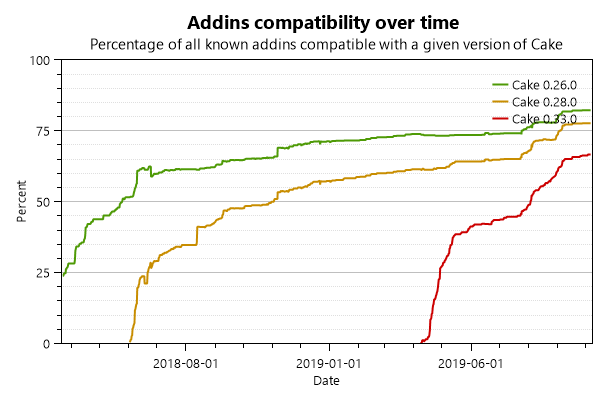 Addins compatibility over time
Percentage of all known addins compatible with a given version of Cake
100
Cake 0.26.0
Cake 0.28.0
Cake 0.33.0
75
Percent
50
25
0
2018-08-01
2019-01-01
2019-06-01
Date